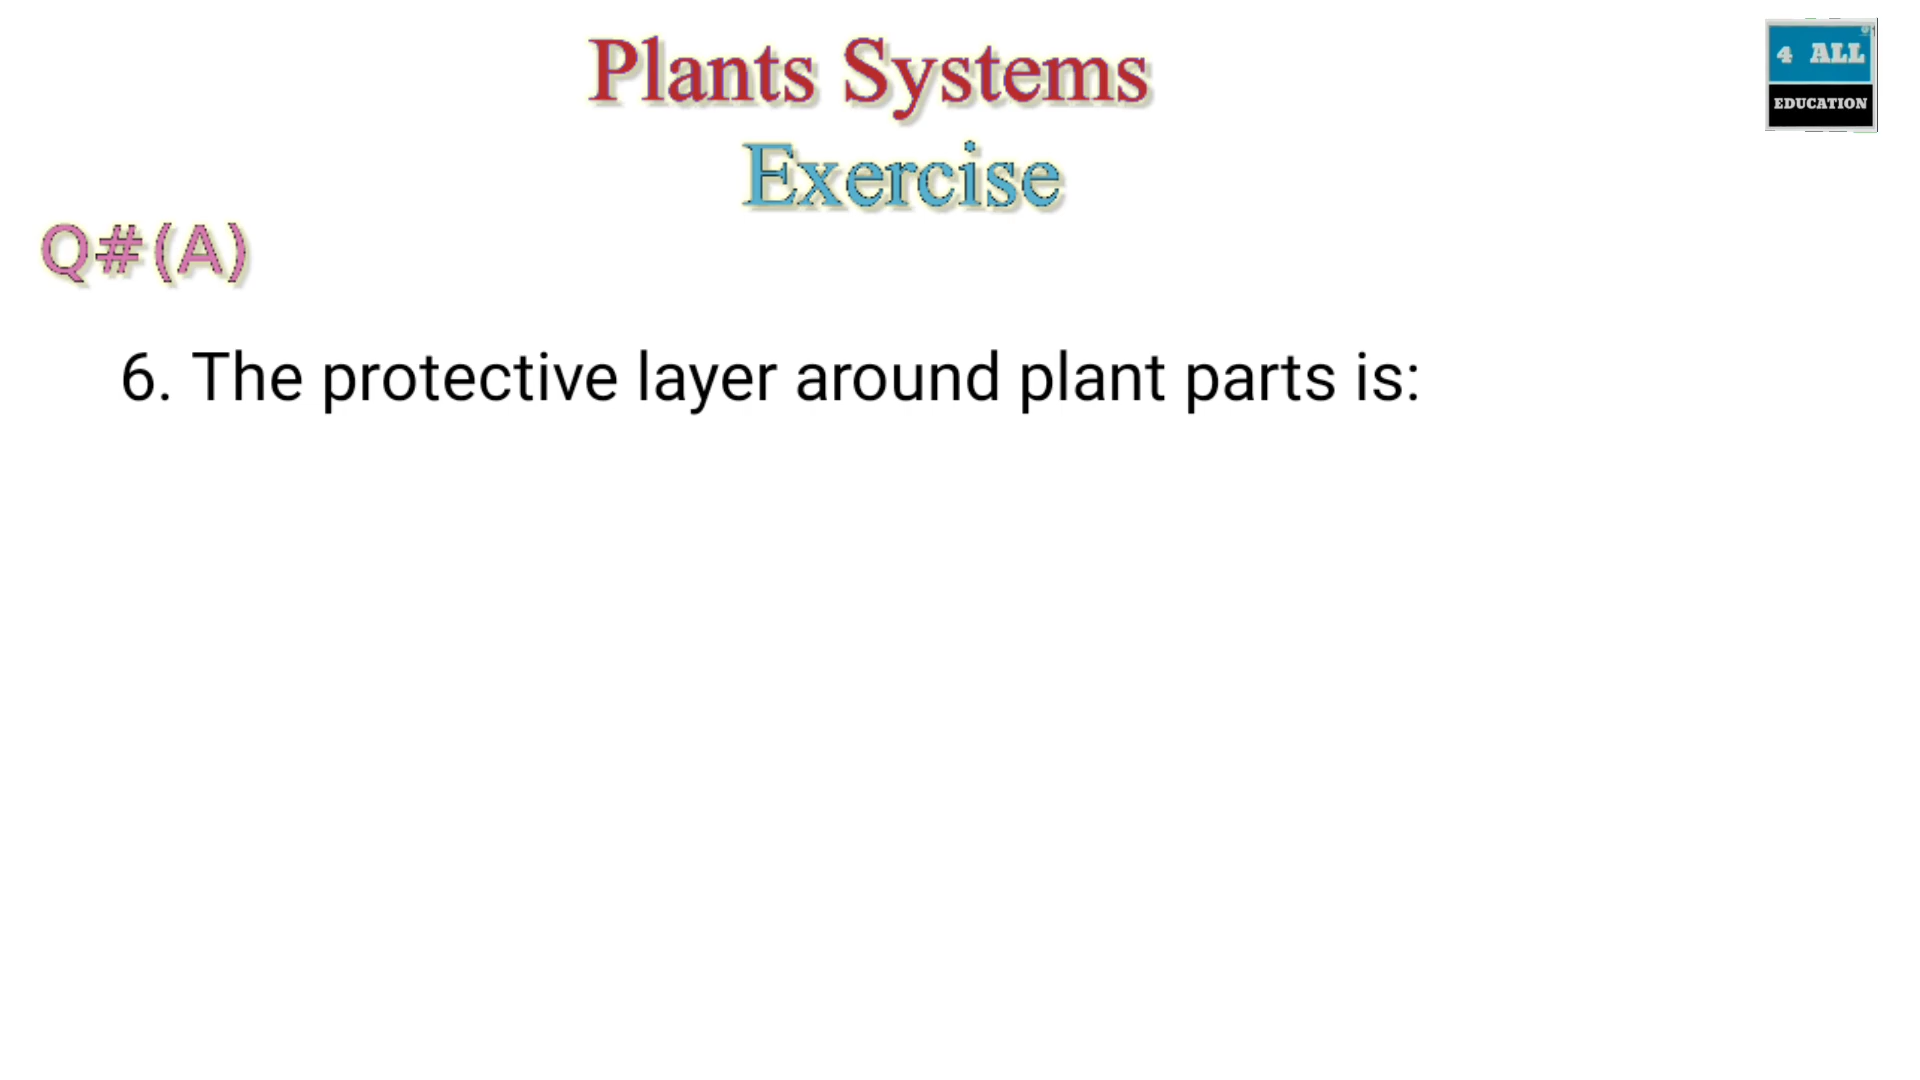 Plants Systems
4 ALL
EDUCATION
Exercise
Q#(A)
6. The protective layer around plant parts is: